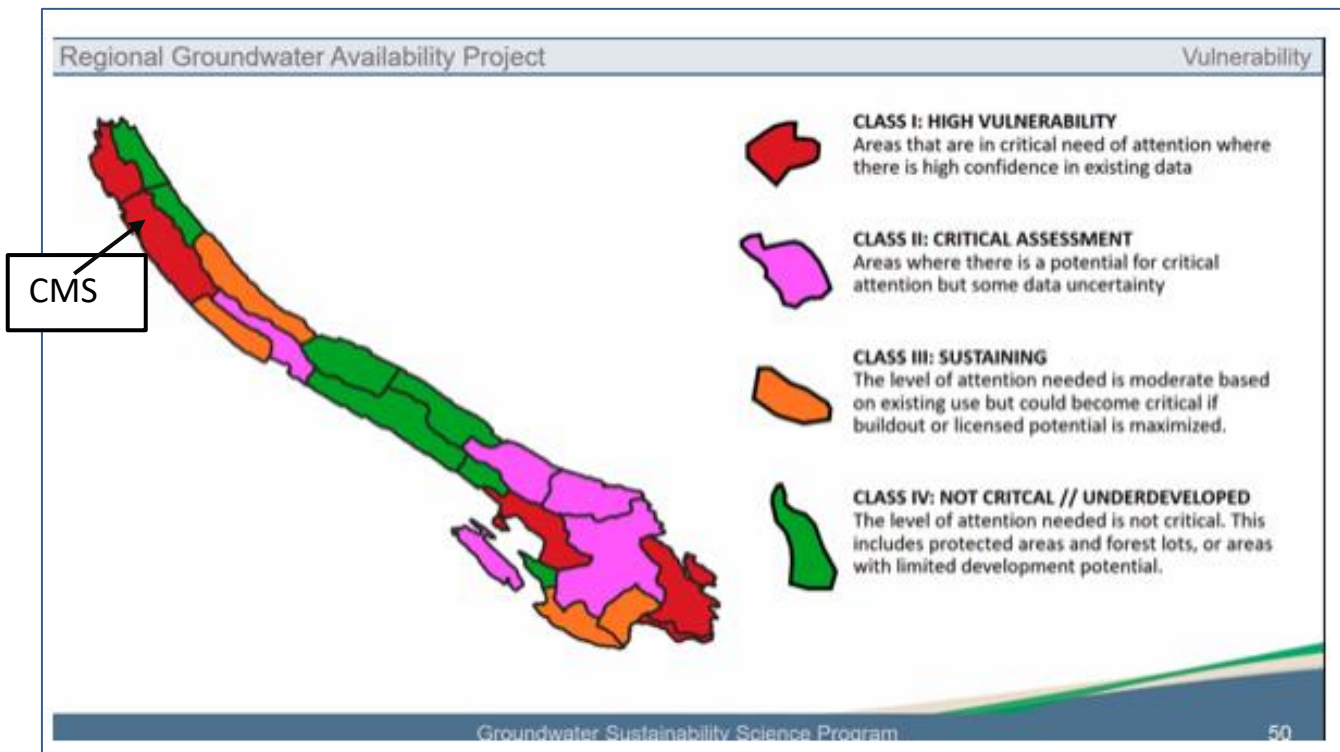 Regional Groundwater Availability Project
Vulnerability
CMS
CLASS I: HIGH VULNERABILITY
Areas that are in critical need of attention where
there is high confidence in existing data
CLASS II: CRITICAL ASSESSMENT
Areas where there is a potential for critical
attention but some data uncertainty
CLASS III: SUSTAINING
The level of attention needed is moderate based
on existing use but could become critical if
buildout or licensed potential is maximized.
CLASS IV: NOT CRITCAL // UNDERDEVELOPED
The level of attention needed is not critical. This
includes protected areas and forest lots, or areas
with limited development potential.
Groundwater Sustainability Science Program
50